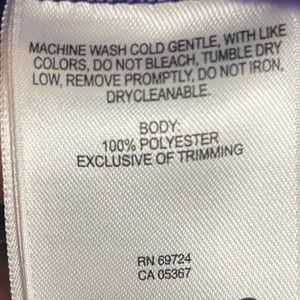 MACHINE WASH COLD GENTLE, WITH LIKE
COLORS, DO NOT BLEACH, TUMBLE DRY
LOW, REMOVE PROMPTLY, DO NOT IRON,
DRYCLEANABLE.
BODY:
100% POLYESTER
EXCLUSIVE OF TRIMMING
RN 69724
CA 05367